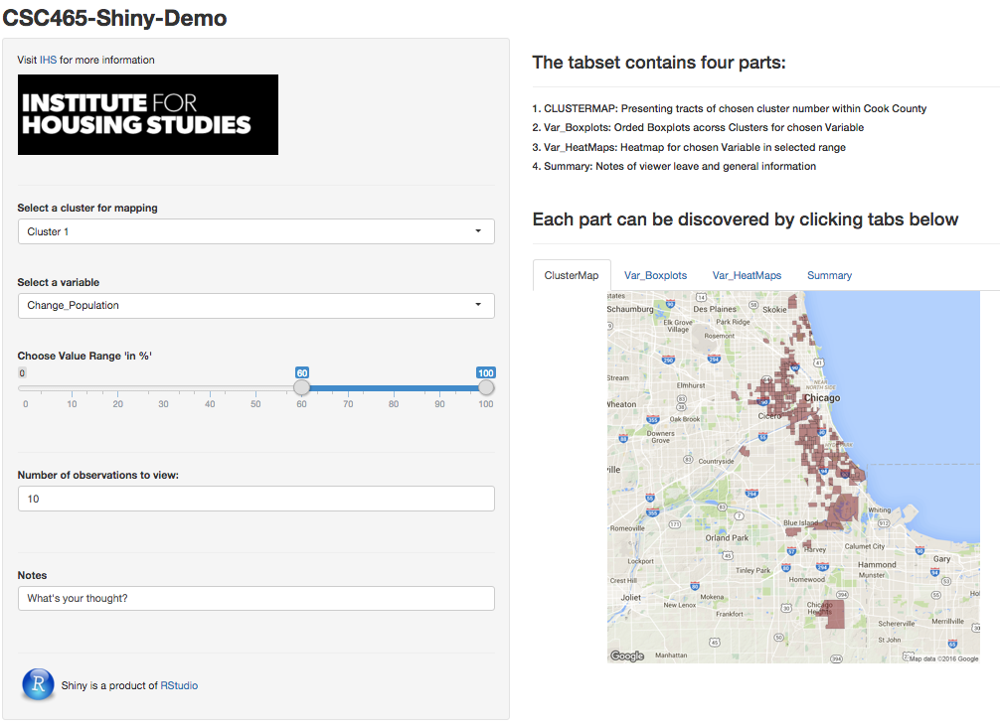 CSC465-Shiny-Demo
Visit IHS for more information
INSTITUTE FOR
HOUSING STUDIES
Select a cluster for mapping
Cluster 1
Select a variable
Change_Population
Choose Value Range 'in %'
0 60 100
0 10 20 30 40 50 60 70 80 90 100
Number of observations to view:
10
Notes
What's your thought?
R
Shiny is a product of RStudio
The tabset contains four parts:
1. CLUSTERMAP: Presenting tracts of chosen cluster number within Cook County
2. Var_Boxplots: Orded Boxplots acorss Clusters for chosen Variable
3. Var_HeatMaps: Heatmap for chosen Variable in selected range
4. Summary: Notes of viewer leave and general information
Each part can be discovered by clicking tabs below
ClusterMap Var_Boxplots Var_HeatMaps Summary
states
Schaumburg
Des Plaines
Skokie
Elk Grove
Village
Park Ridge
Rosemont
Stream
Elmhurst
NEAR
NORTH SIDE
Chicago
Wheaton
Oak Brook
Cicero
Downers
Grove
Countryside
ville
Whiting
Blue Island
Romeoville
Orland Park
Harvey
Calumet City
Gary
Lockport
Tinley Park
Hammond
Munster
Crest Hill
Homewood
Joliet
Mokena
New Lenox
Chicago
Heights
Frankfort
Schererville
Merrillville
St John
Manhattan
Google
Map data ©2016 Google